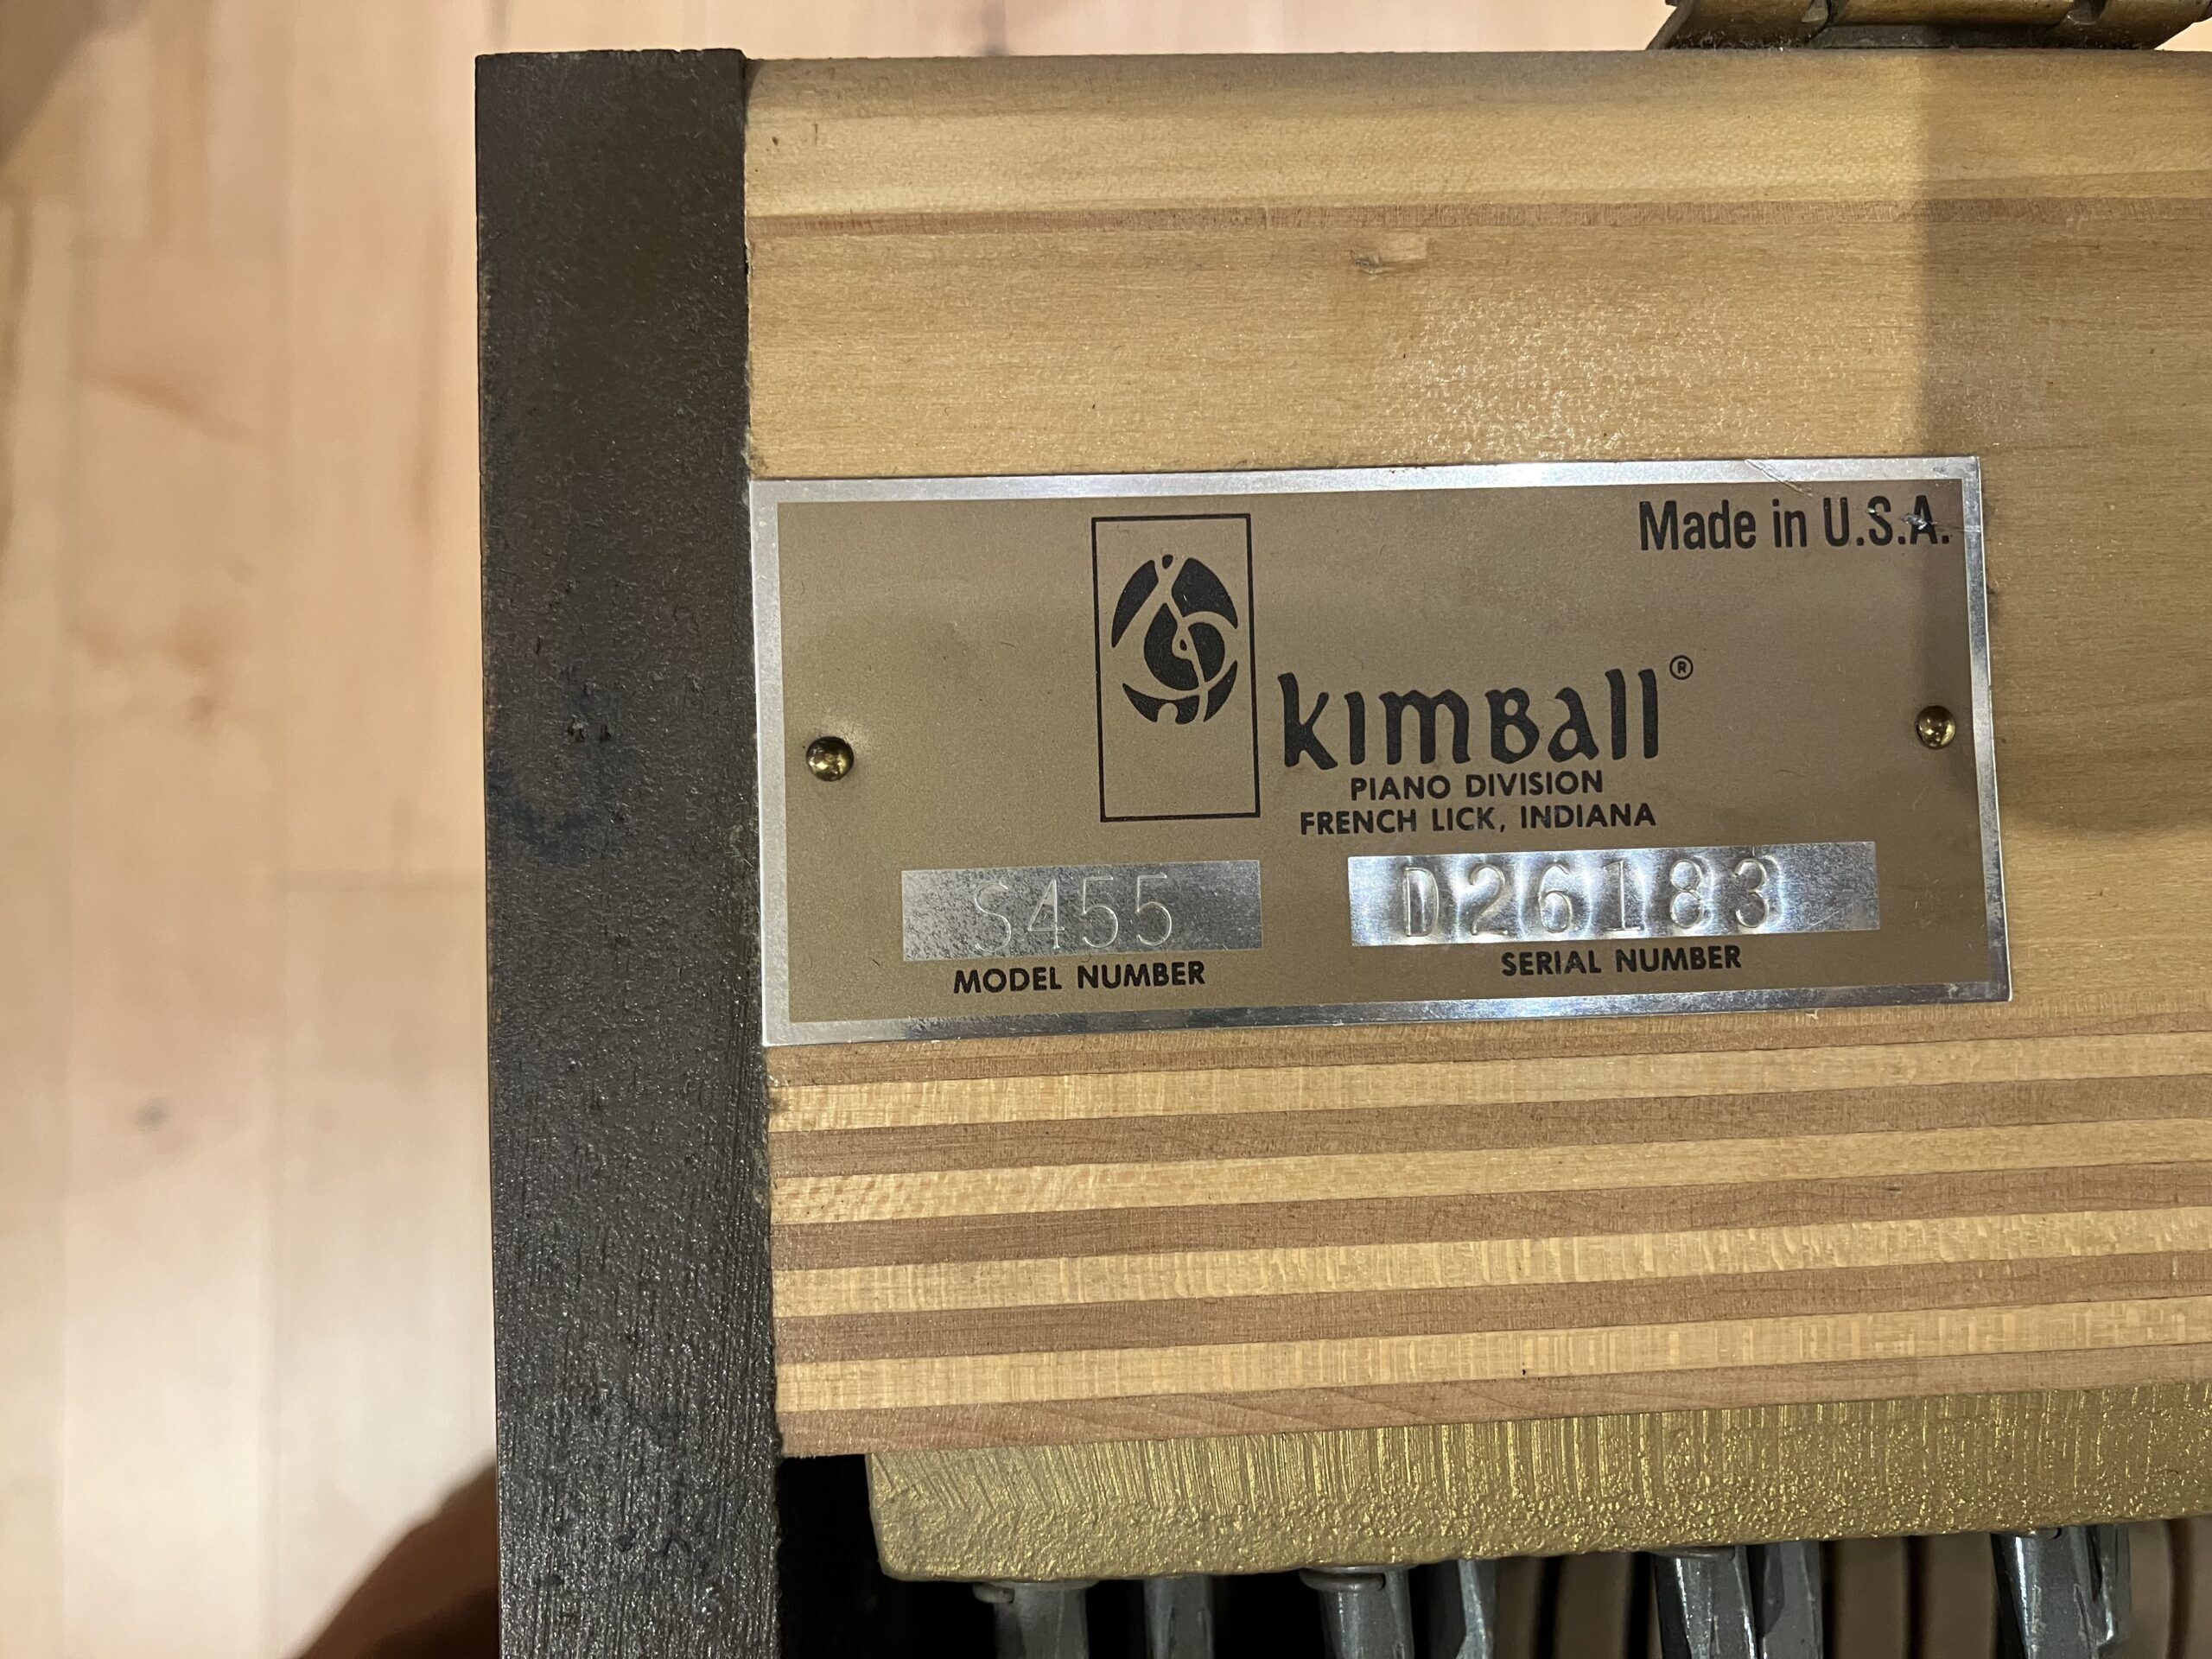 Made in U.S.A.
KIMBALL®
PIANO DIVISION
FRENCH LICK, INDIANA
S455
D26183
MODEL NUMBER
SERIAL NUMBER